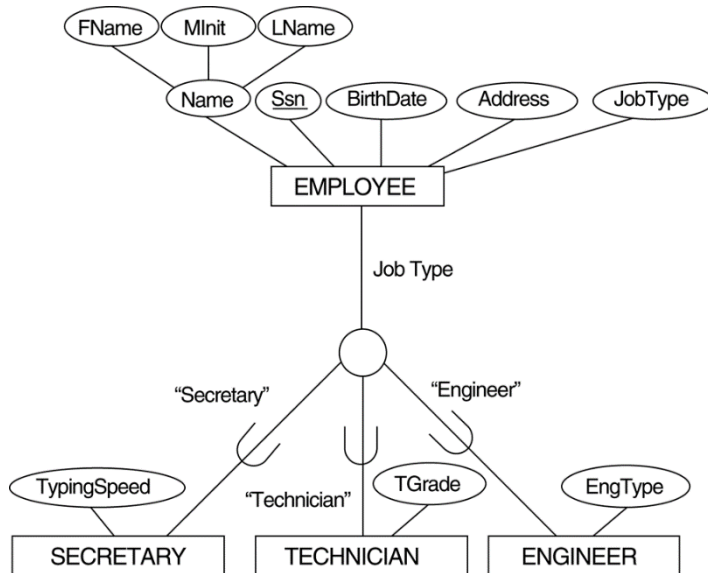 FName MInit LName
Name Ssn BirthDate Address JobType
EMPLOYEE
Job Type
“Secretary” “Engineer”
TypingSpeed “Technician” TGrade EngType
SECRETARY TECHNICIAN ENGINEER